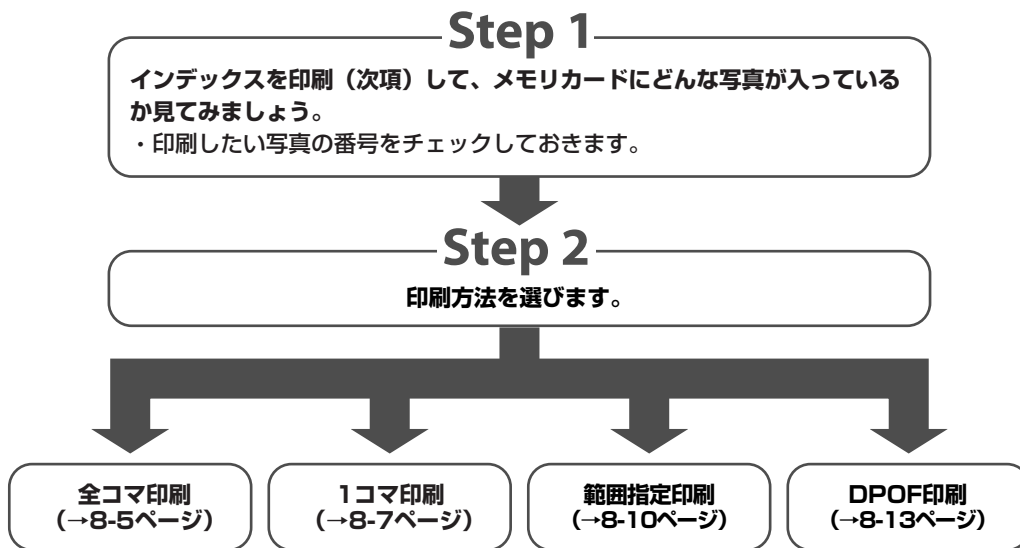 Step 1
インデックスを印刷（次項）して、メモリカードにどんな写真が入っている
か見てみましょう。
・印刷したい写真の番号をチェックしておきます。
Step 2
印刷方法を選びます。
全コマ印刷
（→8-5ページ）
1コマ印刷
（→8-7ページ）
範囲指定印刷
（→8-10ページ）
DPOF印刷
（→8-13ページ）